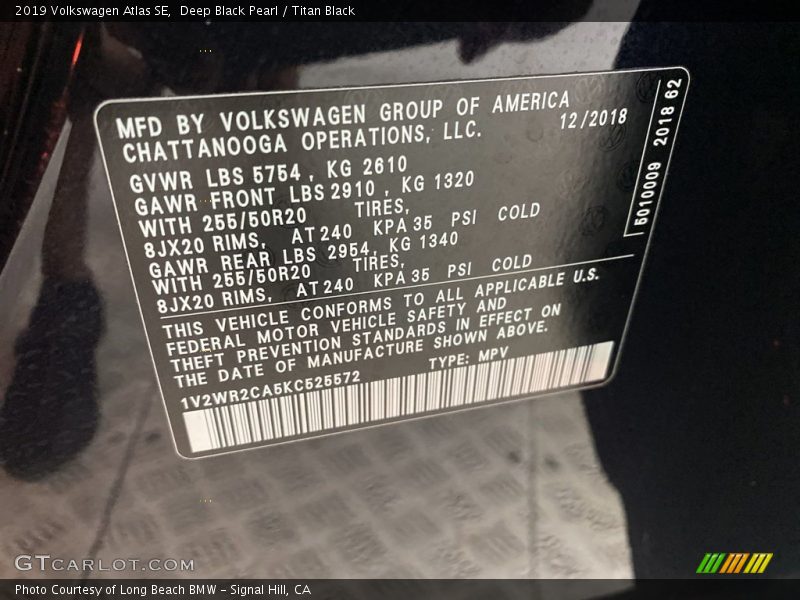 2019 Volkswagen Atlas SE,  Deep Black Pearl / Titan Black
MFD BY VOLKSWAGEN GROUP OF AMERICA
CHATTANOOGA OPERATIONS, LLC.
12/2018
GVWR LBS 5754 , KG 2610
GAWR FRONT LBS 2910 , KG 1320
WITH 255/50R20 TIRES,
8JX20 RIMS, AT 240 KPA 35 PSI COLD
GAWR REAR LBS 2954, KG 1340
WITH 255/50R20 TIRES,
8JX20 RIMS, AT 240 KPA 35 PSI COLD
THIS VEHICLE CONFORMS TO ALL APPLICABLE U.S.
FEDERAL MOTOR VEHICLE SAFETY AND
THEFT PREVENTION STANDARDS IN EFFECT ON
THE DATE OF MANUFACTURE SHOWN ABOVE.
1V2WR2CA5KC525572
TYPE: MPV
5010009 2018 62
GTCARLOT.COM
Photo Courtesy of Long Beach BMW - Signal Hill, CA